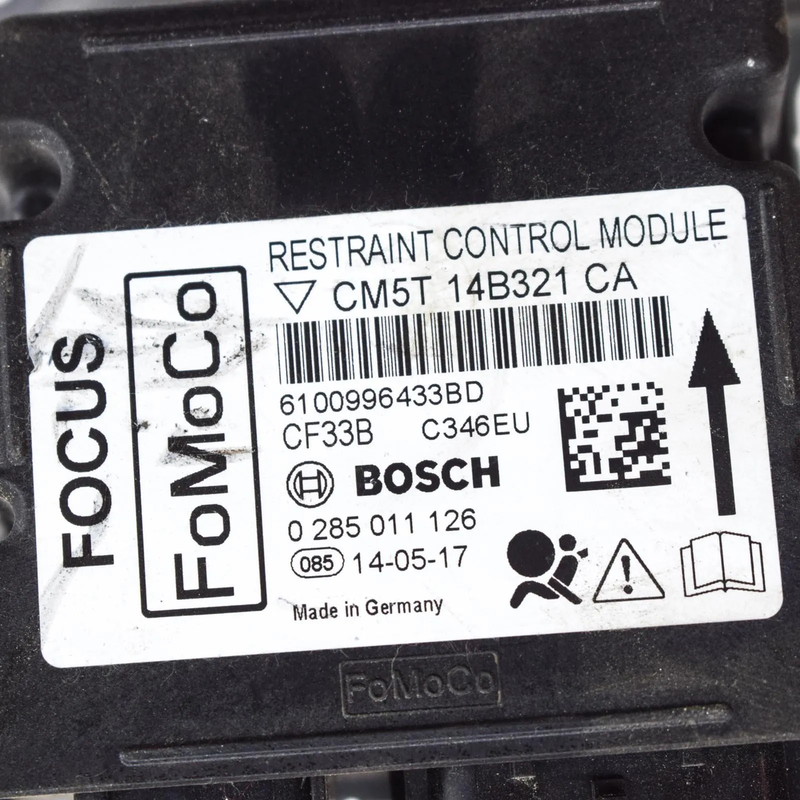 RESTRAINT CONTROL MODULE
CM5T 14B321 CA
6100996433BD
CF33B C346EU
BOSCH
0 285 011 126
085 14-05-17
Made in Germany
FOCUS
FoMoCo
FoMoCo